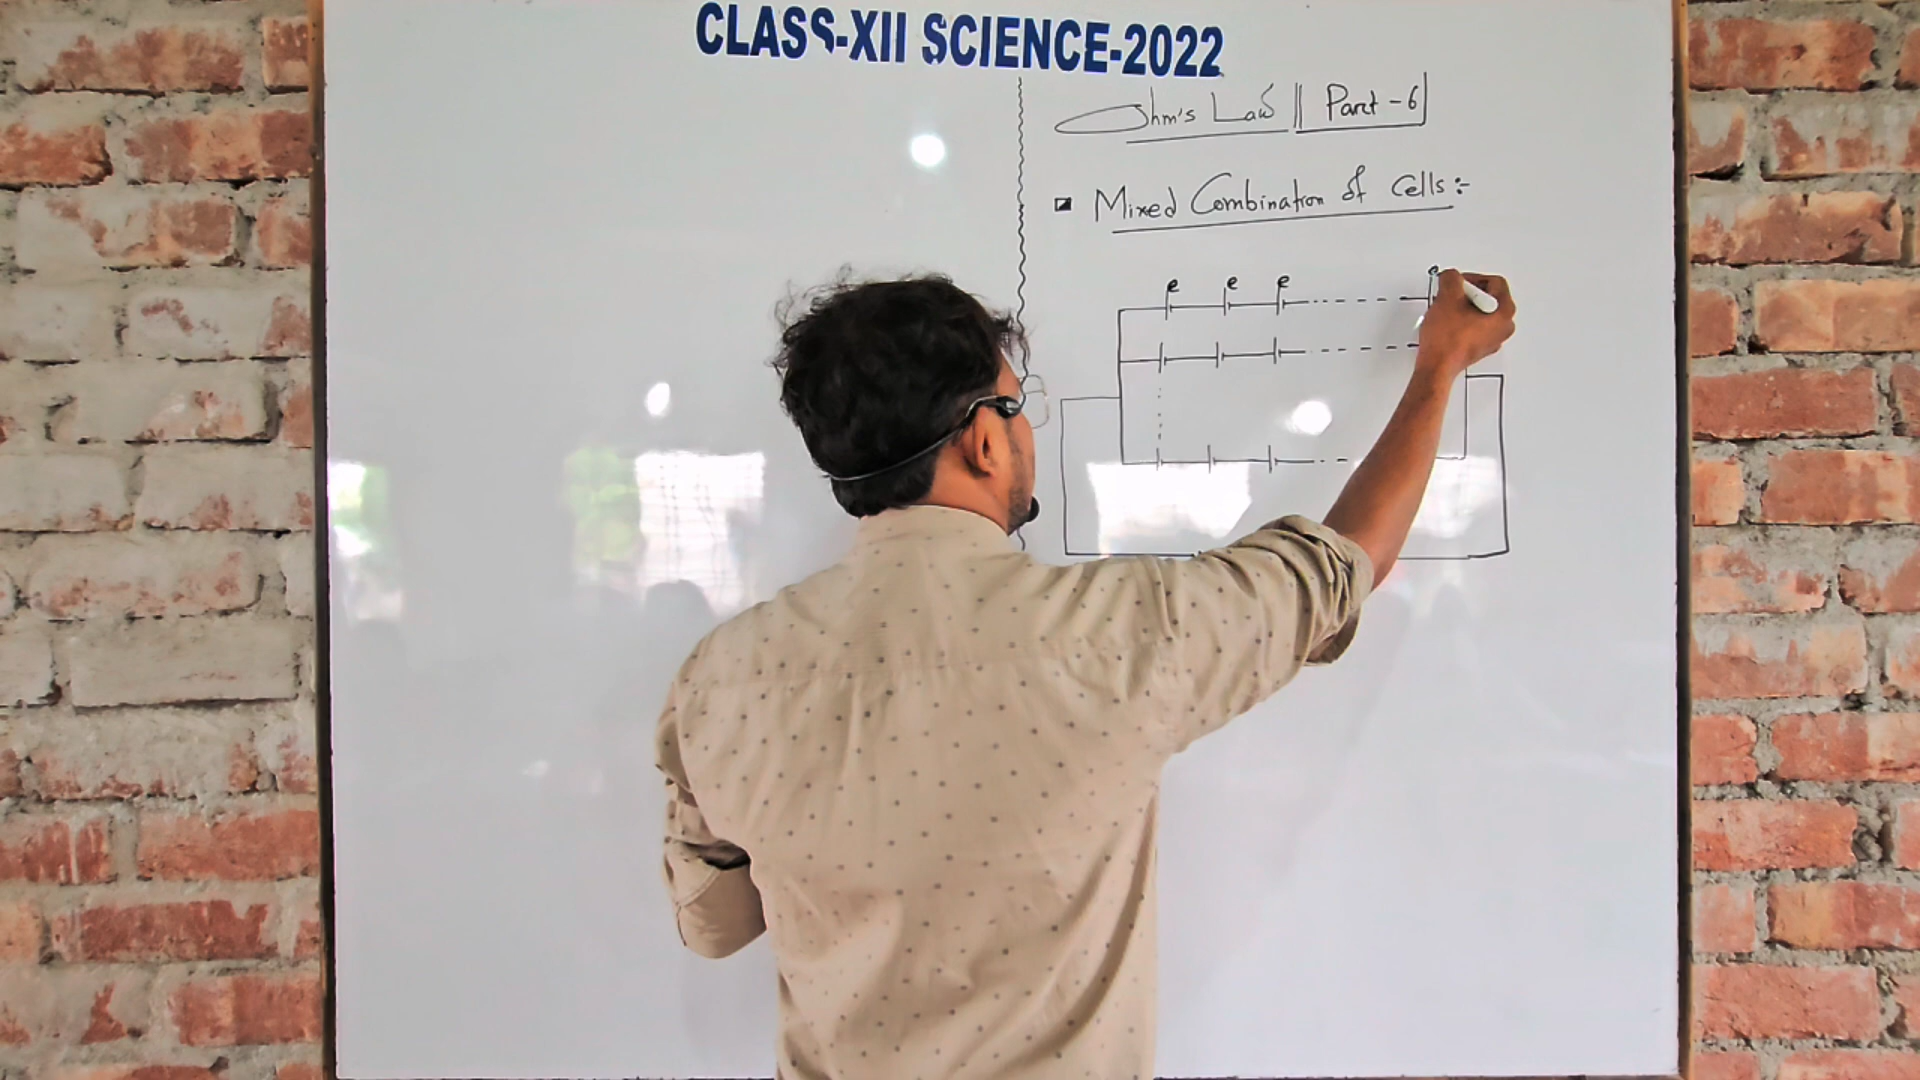 CLASS-XII SCIENCE-2022
Ohm's Law || Part-6
Mixed Combination of Cells :-
e e e e